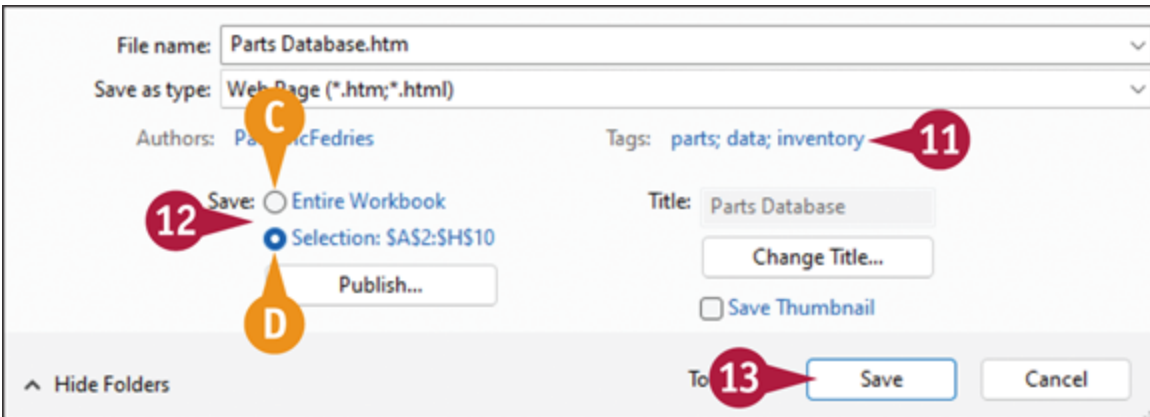 File name: Parts Database.htm
Save as type: Web Page (*.htm;*.html)
C
Authors: cFedries
Tags: parts; data; inventory
11
12
Save: Entire Workbook
Selection: $A$2:$H$10
Publish...
D
Title: Parts Database
Change Title...
Save Thumbnail
Hide Folders
13
Save
Cancel